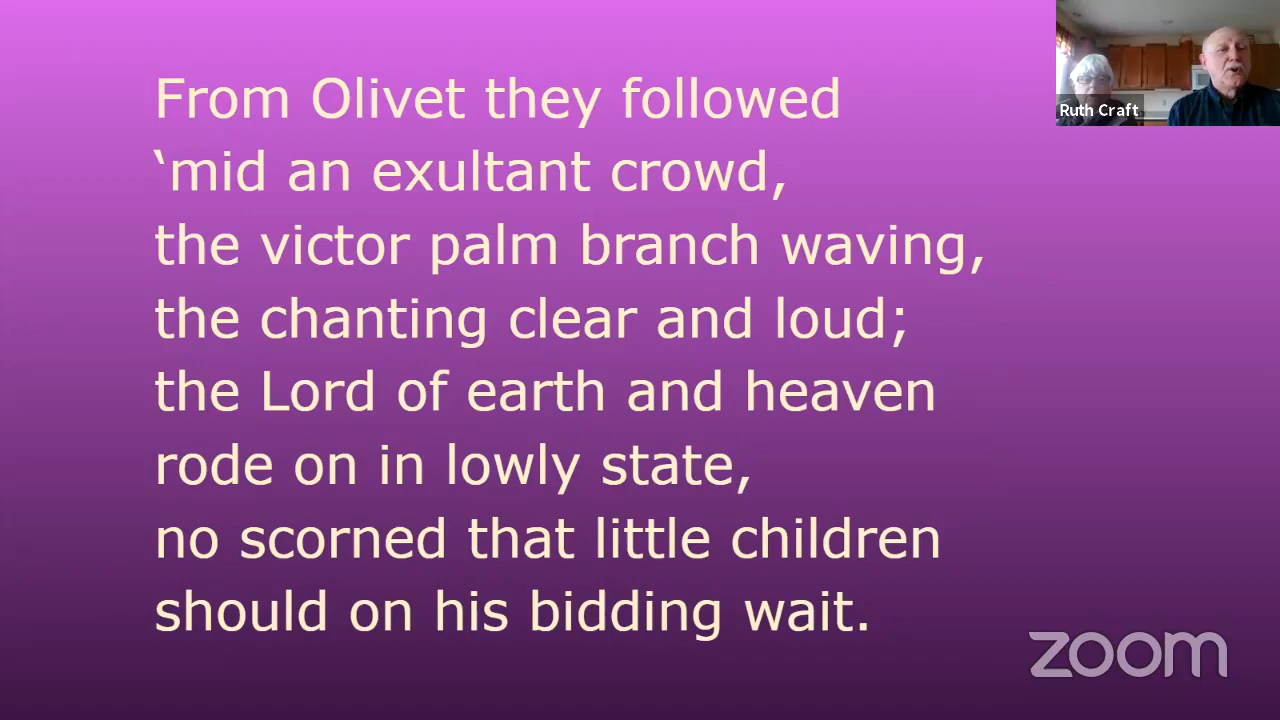 From Olivet they followed
‘mid an exultant crowd,
the victor palm branch waving,
the chanting clear and loud;
the Lord of earth and heaven
rode on in lowly state,
no scorned that little children
should on his bidding wait.
Ruth Craft
zoom